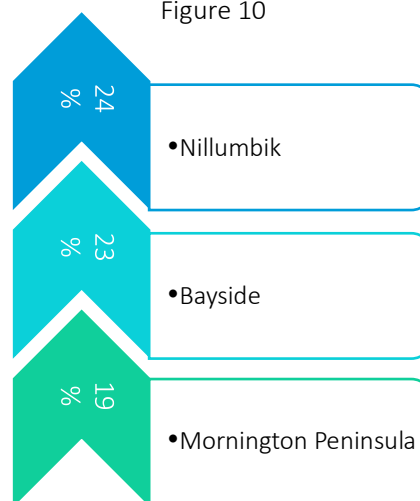 Figure 10
24
%
•Nillumbik
23
%
•Bayside
19
%
•Mornington Peninsula